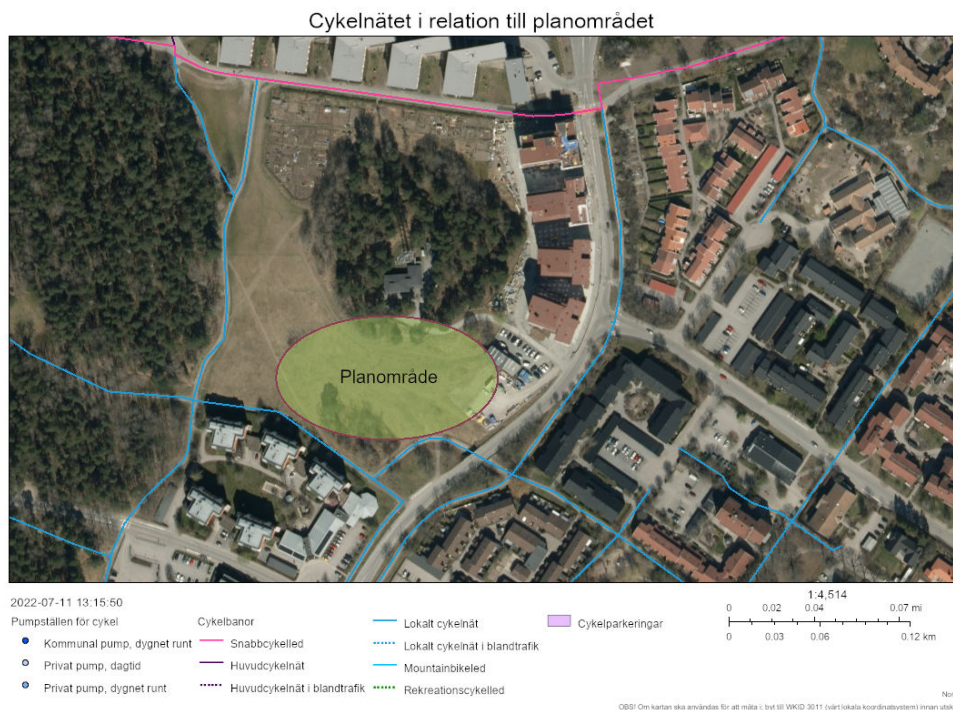 Cykelnätet i relation till planområdet
Planområde
2022-07-11 13:15:50
Pumpställen för cykel
Kommunal pump, dygnet runt
Privat pump, dagtid
Privat pump, dygnet runt
Cykelbanor
Snabbcykelled
Huvudcykelnät
Huvudcykelnät i blandtrafik
Lokalt cykelnät
Lokalt cykelnät i blandtrafik
Mountainbikeled
Rekreationscykelled
Cykelparkeringar
1:4,514
0 0.02 0.04 0.07 mi
0 0.03 0.06 0.12 km
OBS! Om kartan ska användas för att mäta i; byt till WKID 3011 (vårt lokala koordinatsystem) innan